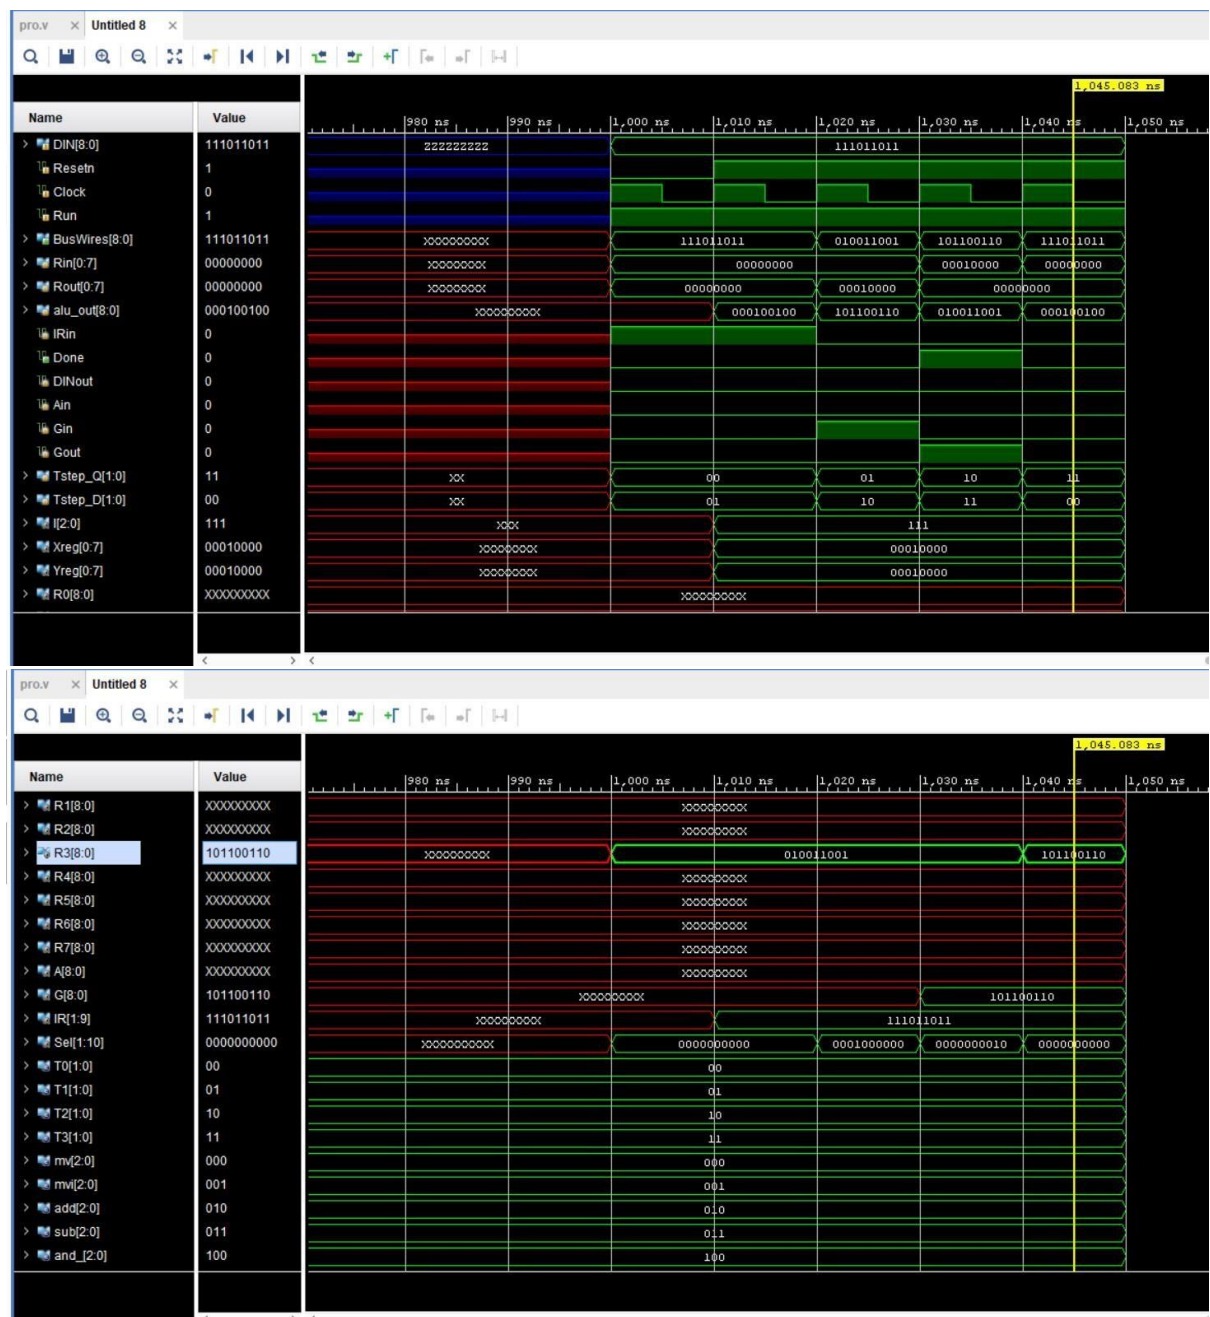 pro.v × Untitled 8 ×
1,045.083 ns
Name Value 980 ns 990 ns 1,000 ns 1,010 ns 1,020 ns 1,030 ns 1,040 ns 1,050 ns
> DIN[8:0] 111011011 ZZZZZZZZZ 111011011
Resetn 1
Clock 0
Run 1
> BusWires[8:0] 111011011 XXXXXXXXX 111011011 010011001 101100110 111011011
> Rin[0:7] 00000000 XXXXXXXX 00000000 00010000 00000000
> Rout[0:7] 00000000 XXXXXXXX 00000000 00010000 00000000
> alu_out[8:0] 000100100 XXXXXXXXX 000100100 101100110 010011001 000100100
IRin 0
Done 0
DINout 0
Ain 0
Gin 0
Gout 0
> Tstep_Q[1:0] 11 XX 00 01 10 11
> Tstep_D[1:0] 00 XX 01 10 11 00
> I[2:0] 111 XXX 111
> Xreg[0:7] 00010000 XXXXXXXX 00010000
> Yreg[0:7] 00010000 XXXXXXXX 00010000
> R0[8:0] XXXXXXXXX XXXXXXXXX
< > <
pro.v × Untitled 8 ×
1,045.083 ns
Name Value 980 ns 990 ns 1,000 ns 1,010 ns 1,020 ns 1,030 ns 1,040 ns 1,050 ns
> R1[8:0] XXXXXXXXX XXXXXXXXX
> R2[8:0] XXXXXXXXX XXXXXXXXX
> R3[8:0] 101100110 XXXXXXXXX 010011001 101100110
> R4[8:0] XXXXXXXXX XXXXXXXXX
> R5[8:0] XXXXXXXXX XXXXXXXXX
> R6[8:0] XXXXXXXXX XXXXXXXXX
> R7[8:0] XXXXXXXXX XXXXXXXXX
> A[8:0] XXXXXXXXX XXXXXXXXX
> G[8:0] 101100110 XXXXXXXXX 101100110
> IR[1:9] 111011011 XXXXXXXXX 111011011
> Sel[1:10] 0000000000 XXXXXXXXXX 0000000000 0001000000 0000000010 0000000000
> T0[1:0] 00 00
> T1[1:0] 01 01
> T2[1:0] 10 10
> T3[1:0] 11 11
> mv[2:0] 000 000
> mvi[2:0] 001 001
> add[2:0] 010 010
> sub[2:0] 011 011
> and_[2:0] 100 100